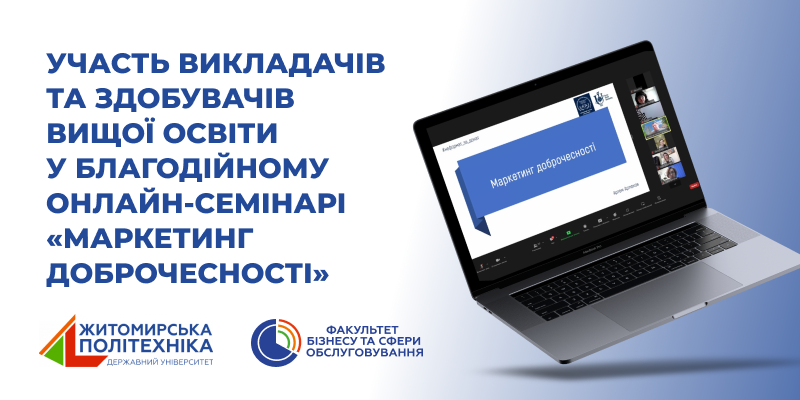 УЧАСТЬ ВИКЛАДАЧІВ
ТА ЗДОБУВАЧІВ
ВИЩОЇ ОСВІТИ
У БЛАГОДІЙНОМУ
ОНЛАЙН-СЕМІНАРІ
«МАРКЕТИНГ
ДОБРОЧЕСНОСТІ»
ЖИТОМИРСЬКА
ПОЛІТЕХНІКА
ДЕРЖАВНИЙ УНІВЕРСИТЕТ
ФАКУЛЬТЕТ
БІЗНЕСУ ТА СФЕРИ
ОБСЛУГОВУВАННЯ
Маркетинг доброчесності